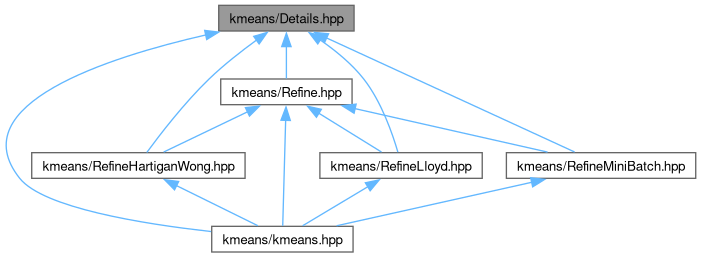 kmeans/Details.hpp
kmeans/Refine.hpp
kmeans/RefineHartiganWong.hpp
kmeans/RefineLloyd.hpp
kmeans/RefineMiniBatch.hpp
kmeans/kmeans.hpp